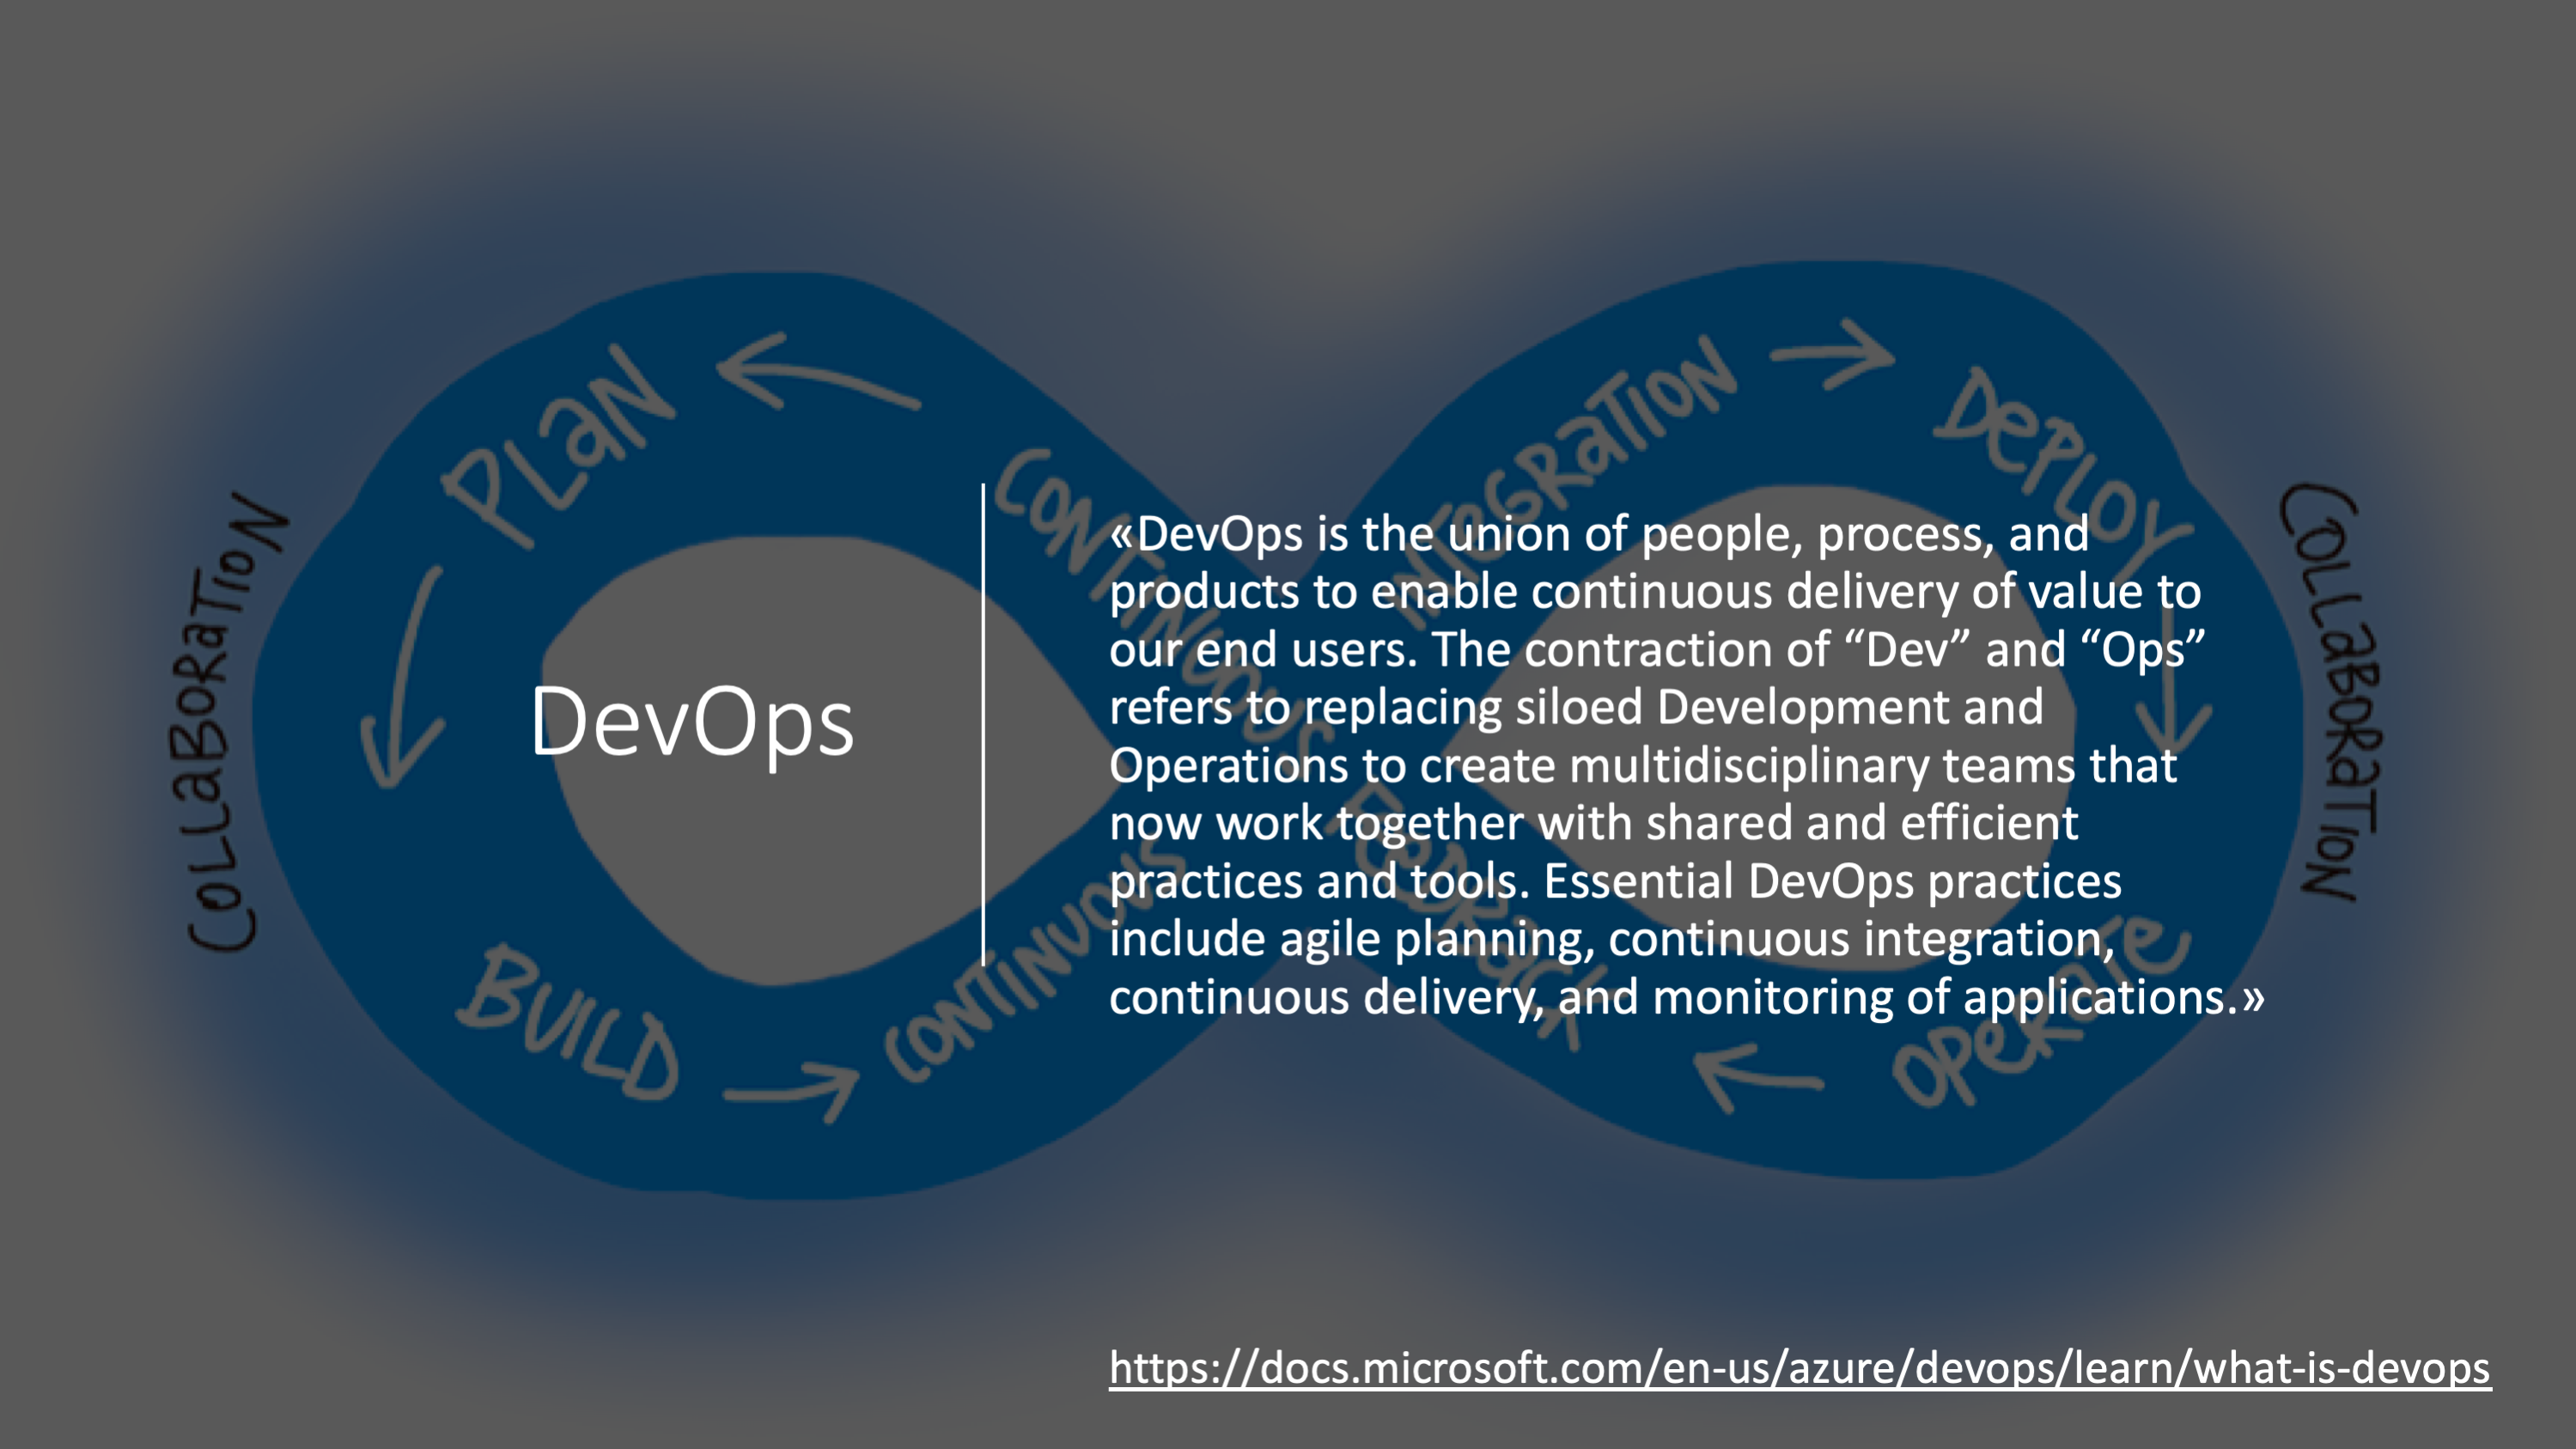 DevOps
«DevOps is the union of people, process, and
products to enable continuous delivery of value to
our end users. The contraction of “Dev” and “Ops”
refers to replacing siloed Development and
Operations to create multidisciplinary teams that
now work together with shared and efficient
practices and tools. Essential DevOps practices
include agile planning, continuous integration,
continuous delivery, and monitoring of applications.»
https://docs.microsoft.com/en-us/azure/devops/learn/what-is-devops
COLLABORATION
PLAN
BUILD
CONTINUOUS
INTEGRATION
DEPLOY
OPERATE
CONTINUOUS
FEEDBACK
COLLABORATION